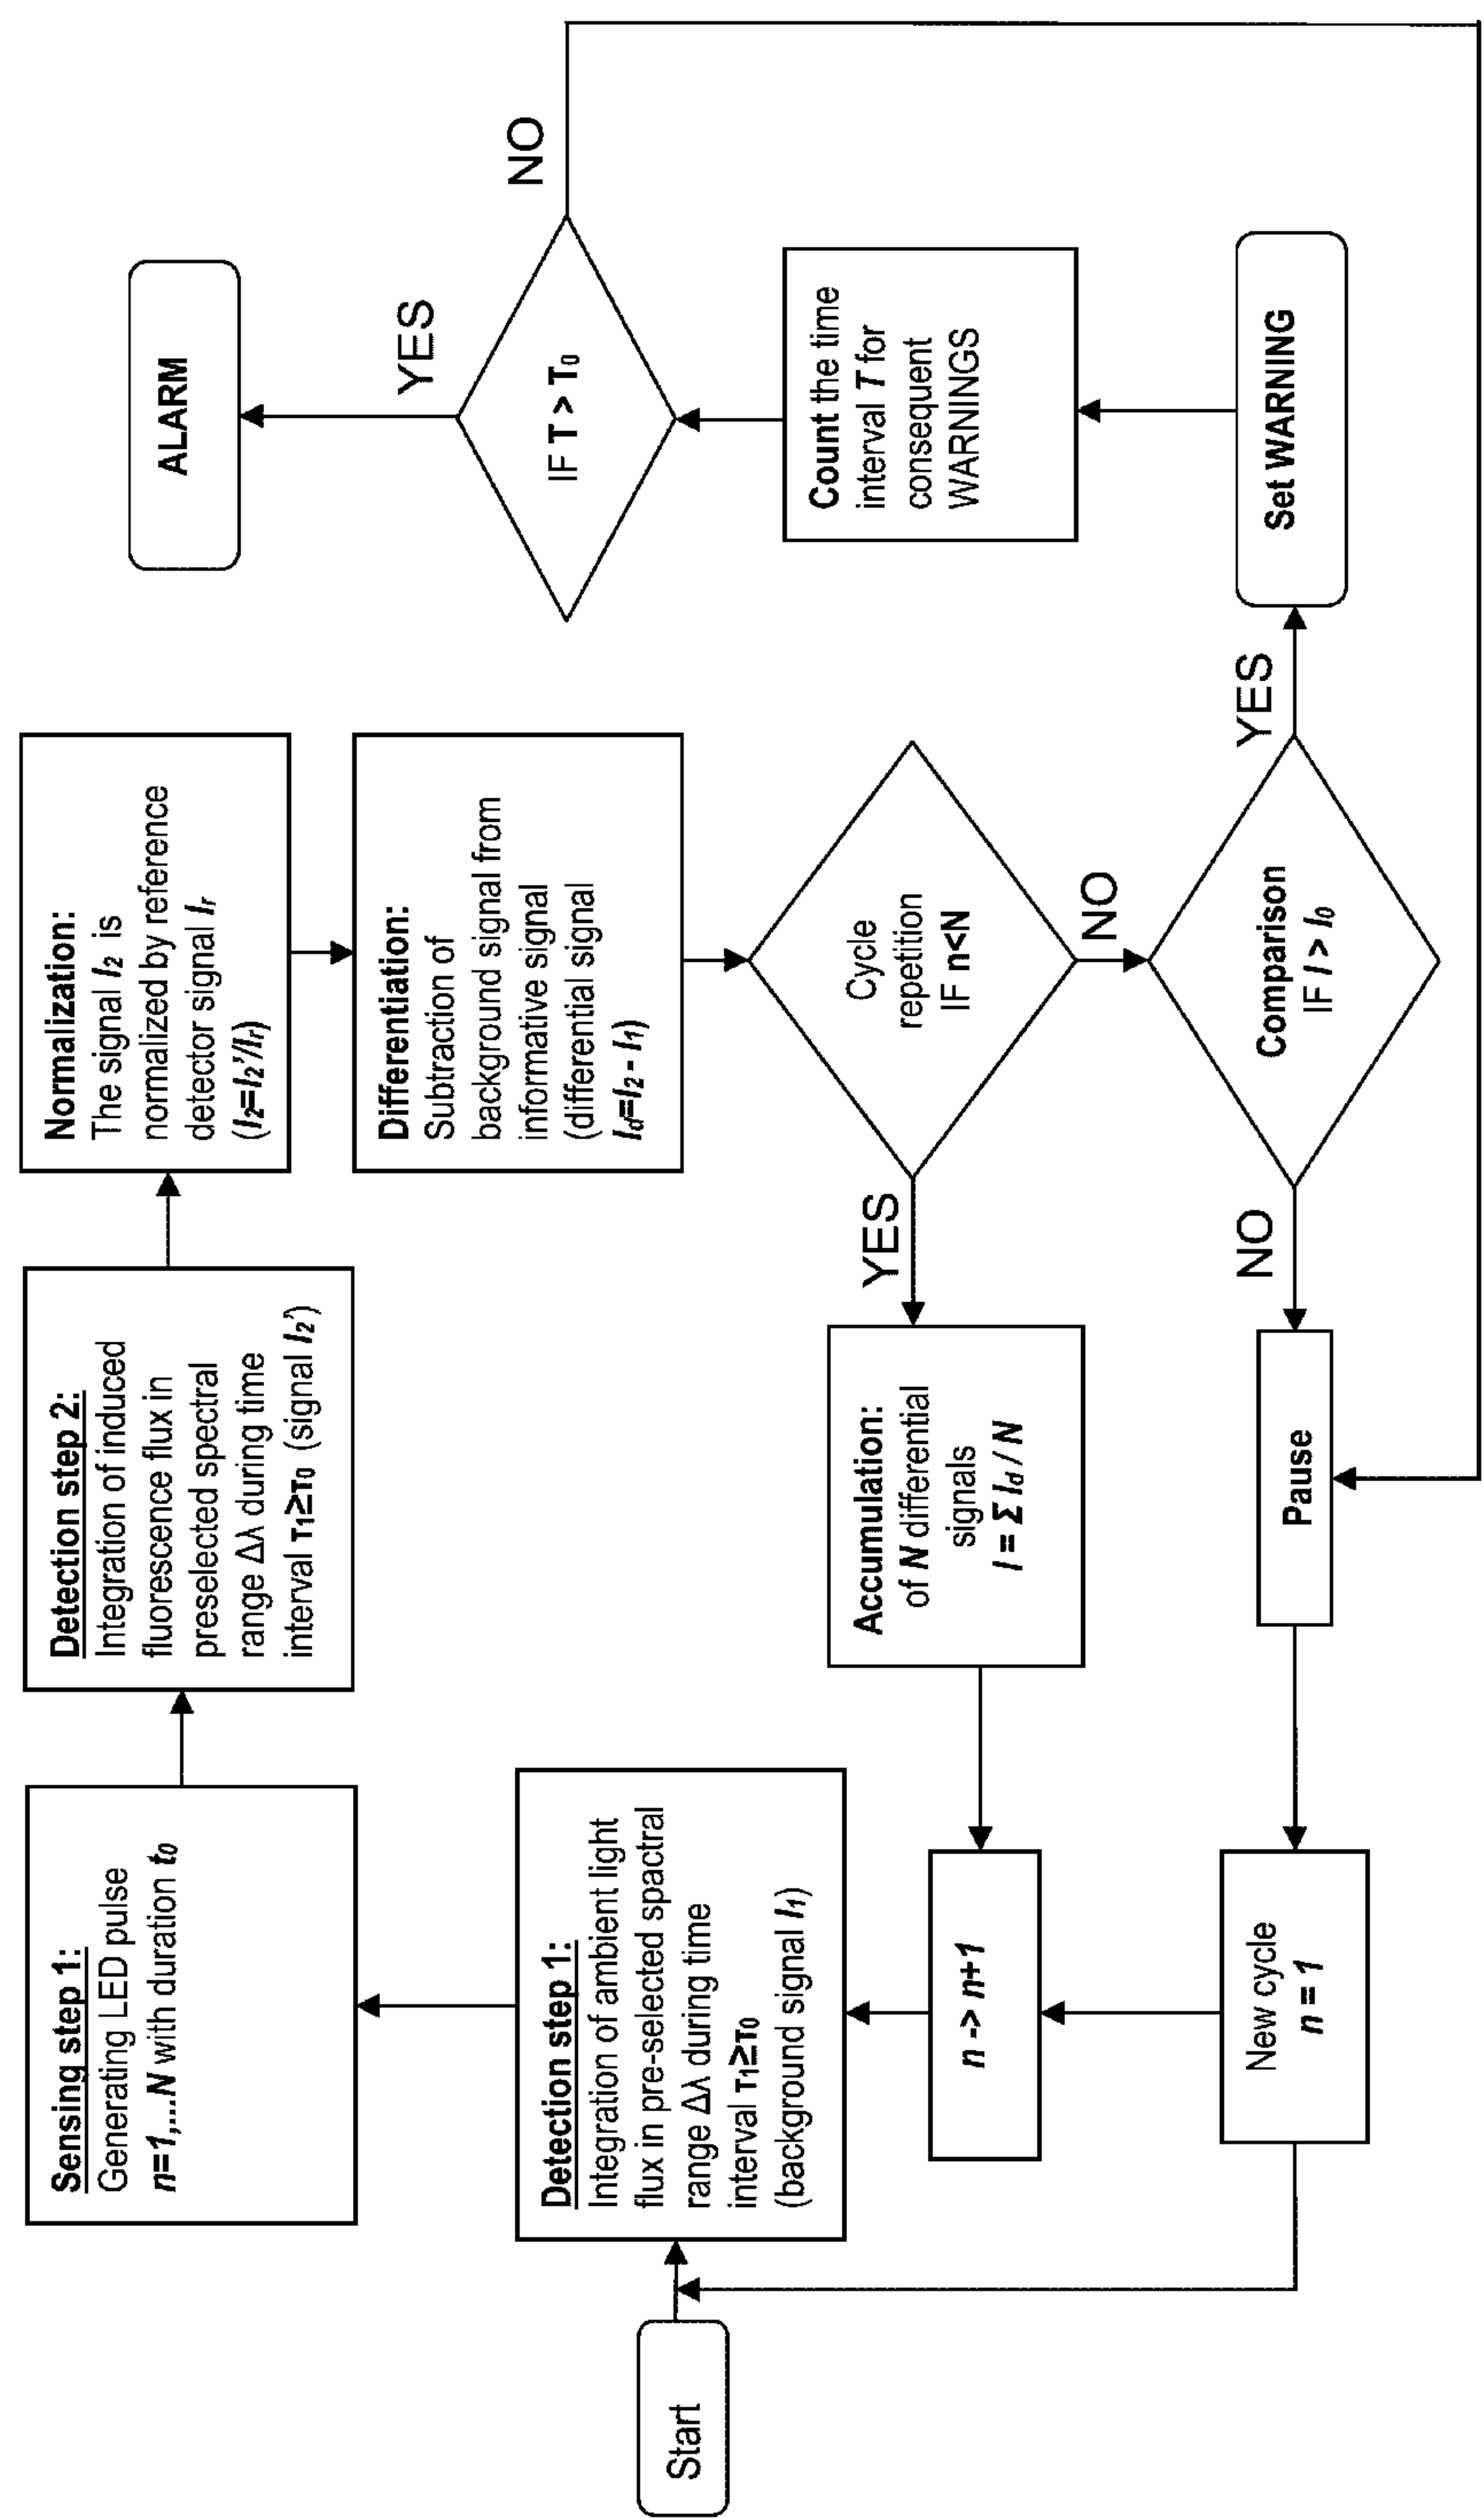 Start
Sensing step 1:
Generating LED pulse
n=1,...N with duration t₀
Detection step 1:
Integration of ambient light
flux in pre-selected spactral
range Δλ during time
interval τ₁≥τ₀
(background signal I₁)
n -> n+1
New cycle
n = 1
Detection step 2:
Integration of induced
fluorescence flux in
preselected spectral
range Δλ during time
interval τ₁≥τ₀ (signal I₂')
Accumulation:
of N differential
signals
I = Σ I_d / N
Pause
Normalization:
The signal I₂ is
normalized by reference
detector signal I_r
(I₂=I₂'/I_r)
Differentiation:
Subtraction of
background signal from
informative signal
(differential signal
I_d=I₂ - I₁)
YES
Cycle
repetition
IF n<N
NO
NO
Comparison
IF I > I₀
YES
ALARM
YES
IF T > T₀
NO
Count the time
interval T for
consequent
WARNINGS
Set WARNING